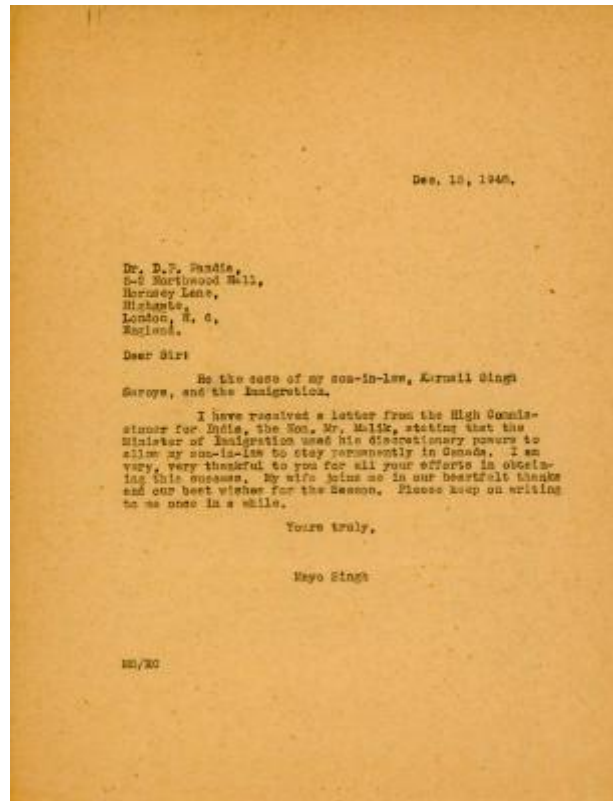 Dec. 15, 1948.
Dr. D.P. Pandia,
5-2 Northwood Hall,
Hornsey Lane,
Highgate,
London, N. 6,
England.
Dear Sir:
Re the case of my son-in-law, Karnail Singh
and the Immigration.
I have received a letter from the High Commis-
sioner for India, the Hon. Mr. Malik, stating that the
Minister of Immigration used his discretionary powers to
allow my son-in-law to stay permanently in Canada. I am
very, very thankful to you for all your efforts in obtain-
ing this success. My wife joins me in our heartfelt thanks
and our best wishes for the Season. Please keep on writing
to me once in a while.
Yours truly,
Mayo Singh